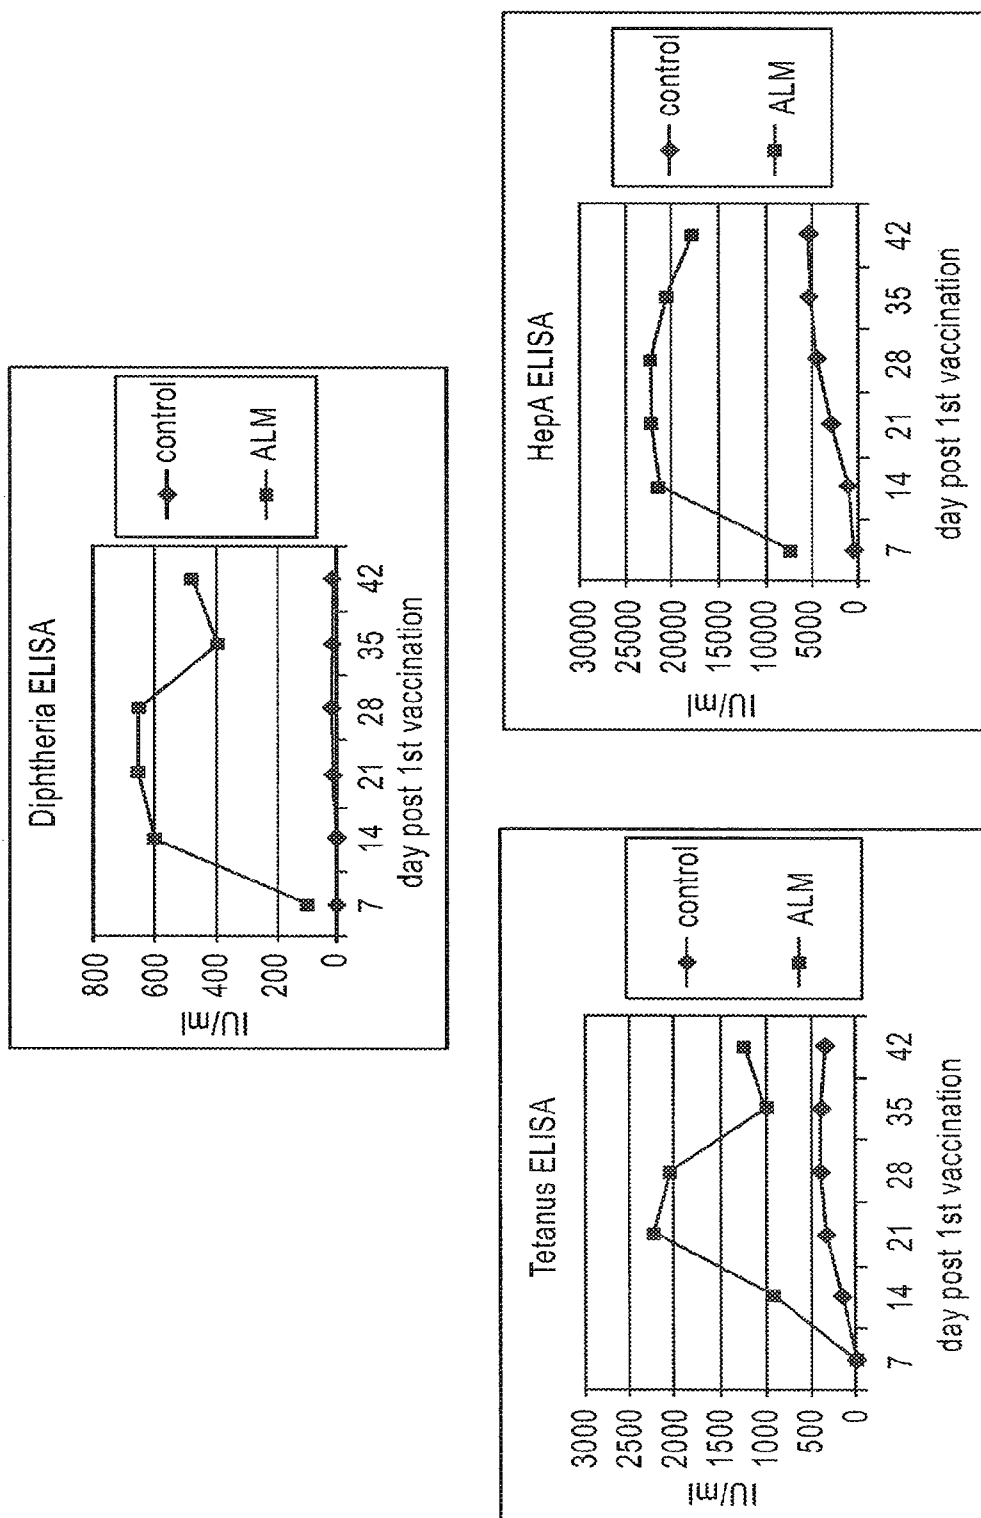 Diphtheria ELISA
IU/ml
800
600
400
200
0
7 14 21 28 35 42
day post 1st vaccination
control
ALM
Tetanus ELISA
IU/ml
3000
2500
2000
1500
1000
500
0
7 14 21 28 35 42
day post 1st vaccination
control
ALM
HepA ELISA
IU/ml
30000
25000
20000
15000
10000
5000
0
7 14 21 28 35 42
day post 1st vaccination
control
ALM